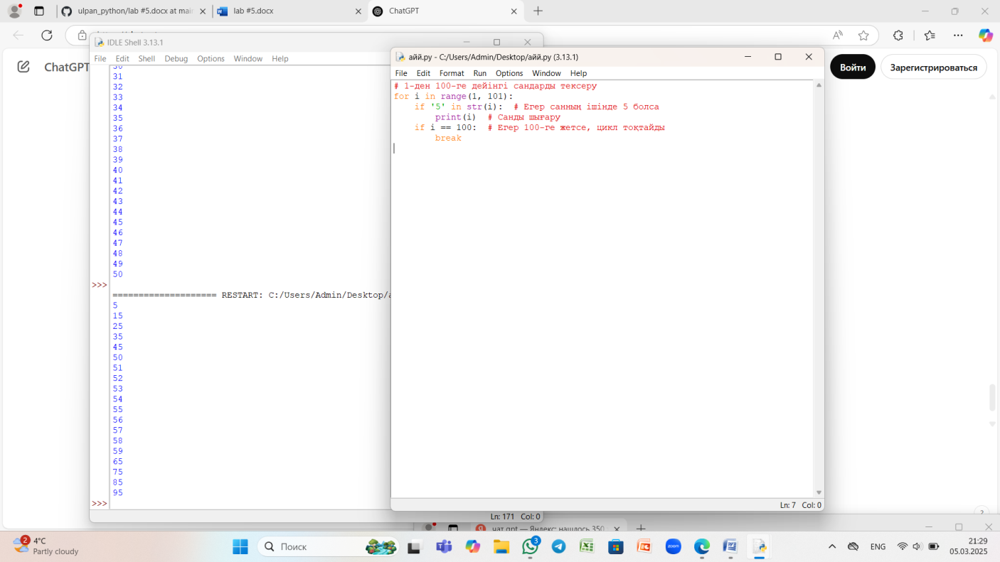 ulpan_python/lab #5.docx at mai
lab #5.docx
ChatGPT
ChatGPT
Войти
Зарегистрироваться
IDLE Shell 3.13.1
File Edit Shell Debug Options Window Help
30
31
32
33
34
35
36
37
38
39
40
41
42
43
44
45
46
47
48
49
50
>>>
==================== RESTART: C:/Users/Admin/Desktop/а
5
15
25
35
45
50
51
52
53
54
55
56
57
58
59
65
75
85
95
>>>
Ln: 171 Col: 0
айй.py - C:/Users/Admin/Desktop/айй.py (3.13.1)
File Edit Format Run Options Window Help
# 1-ден 100-ге дейінгі сандарды тексеру
for i in range(1, 101):
    if '5' in str(i):  # Егер санның ішінде 5 болса
        print(i)  # Санды шығару
    if i == 100:  # Егер 100-ге жетсе, цикл тоқтайды
        break
Ln: 7 Col: 0
?
чат gpt — Яндекс: нашлось 350
2
4°C
Partly cloudy
Поиск
3
zoom
ENG
21:29
05.03.2025